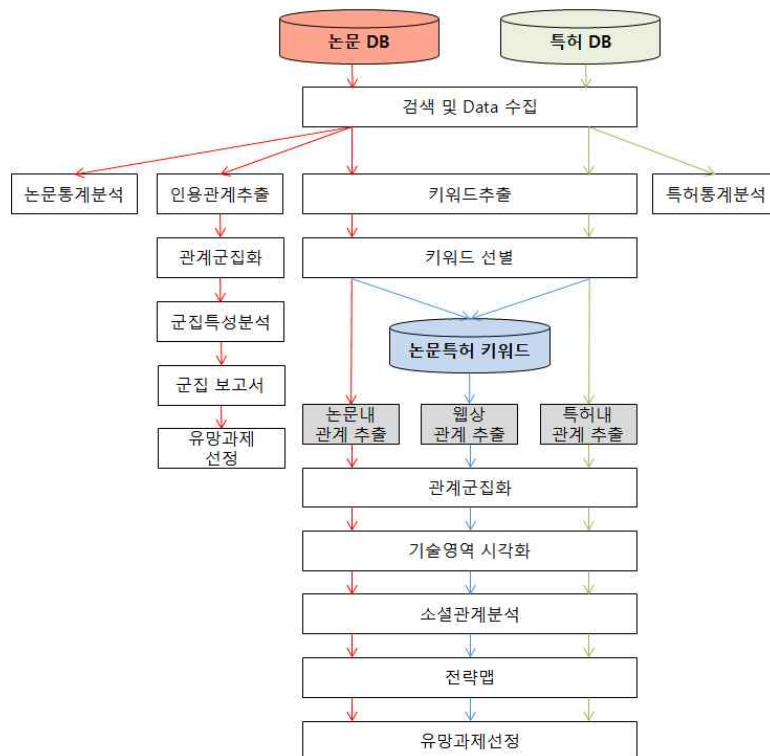 논문 DB
특허 DB
검색 및 Data 수집
논문통계분석
인용관계추출
키워드추출
특허통계분석
관계군집화
키워드 선별
군집특성분석
논문특허 키워드
군집 보고서
논문내
관계 추출
웹상
관계 추출
특허내
관계 추출
유망과제
선정
관계군집화
기술영역 시각화
소셜관계분석
전략맵
유망과제선정